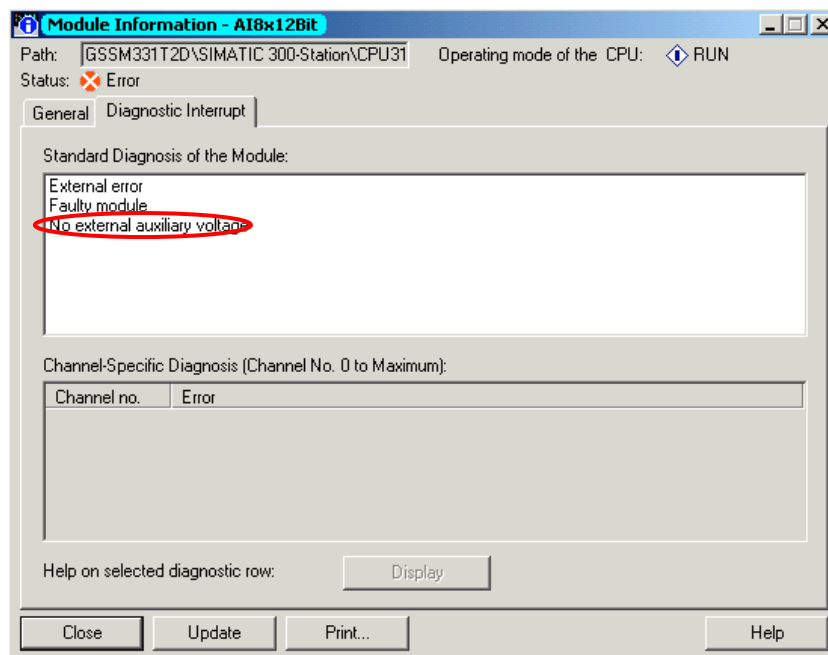 Module Information - AI8x12Bit
Path: GSSM331T2D\SIMATIC 300-Station\CPU31 Operating mode of the CPU: RUN
Status: Error
General Diagnostic Interrupt
Standard Diagnosis of the Module:
External error
Faulty module
No external auxiliary voltage
Channel-Specific Diagnosis (Channel No. 0 to Maximum):
Channel no. Error
Help on selected diagnostic row: Display
Close Update Print... Help